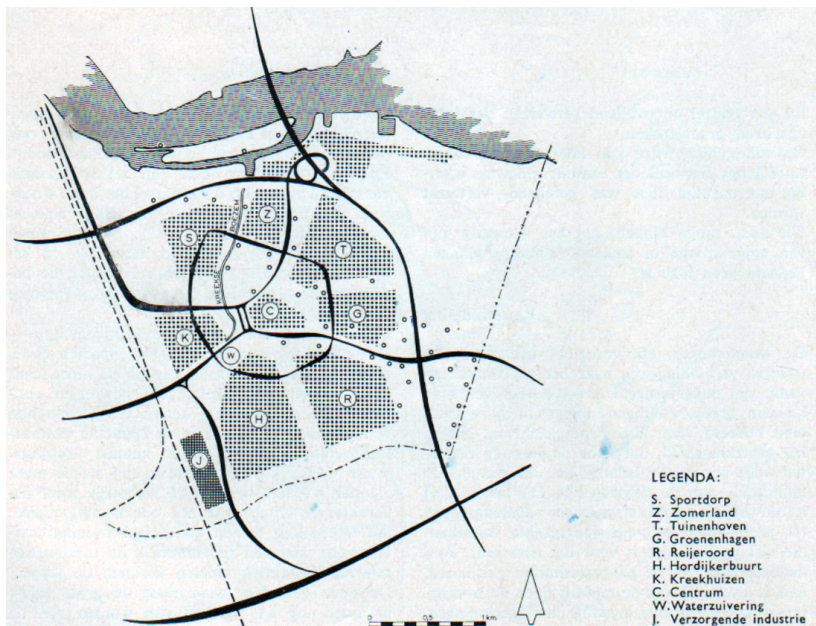 BOEZEM
Z
S
T
KREEKSE
C
G
K
W
R
H
J
LEGENDA:
S. Sportdorp
Z. Zomerland
T. Tuinenhoven
G. Groenenhagen
R. Reijeroord
H. Hordijkerbuurt
K. Kreekhuizen
C. Centrum
W. Waterzuivering
J. Verzorgende industrie
0 0,5 1km.